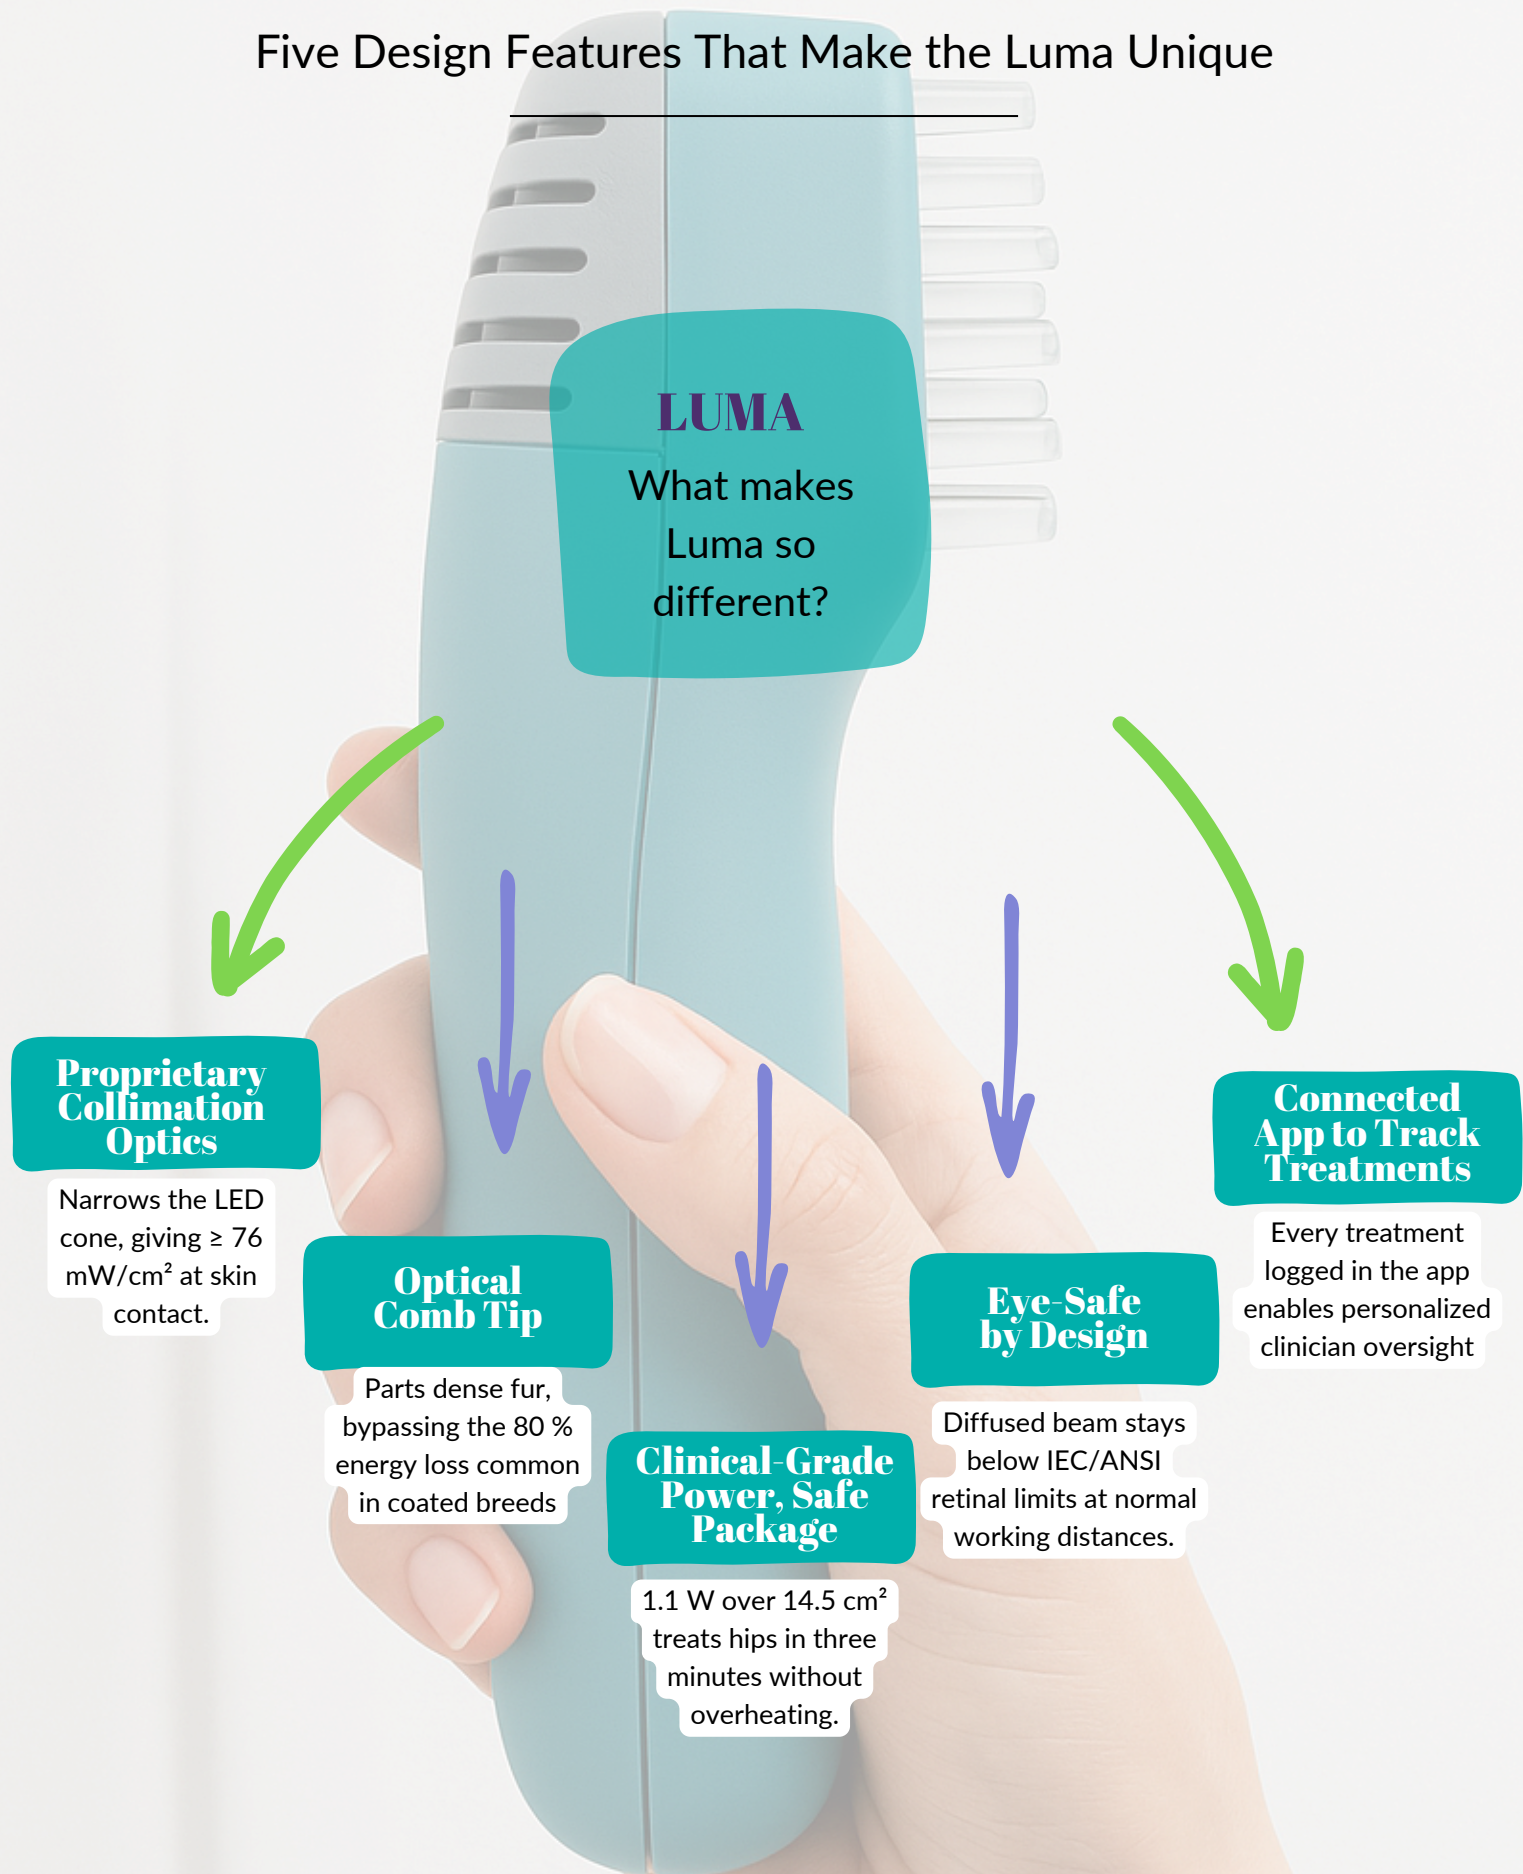 Five Design Features That Make the Luma Unique
LUMA
What makes
Luma so
different?
Proprietary
Collimation
Optics
Narrows the LED
cone, giving ≥ 76
mW/cm² at skin
contact.
Optical
Comb Tip
Parts dense fur,
bypassing the 80 %
energy loss common
in coated breeds
Clinical-Grade
Power, Safe
Package
1.1 W over 14.5 cm²
treats hips in three
minutes without
overheating.
Eye-Safe
by Design
Diffused beam stays
below IEC/ANSI
retinal limits at normal
working distances.
Connected
App to Track
Treatments
Every treatment
logged in the app
enables personalized
clinician oversight